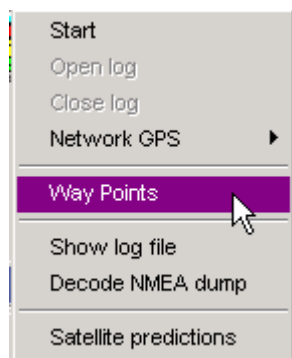 Start
Open log
Close log
Network GPS
Way Points
Show log file
Decode NMEA dump
Satellite predictions